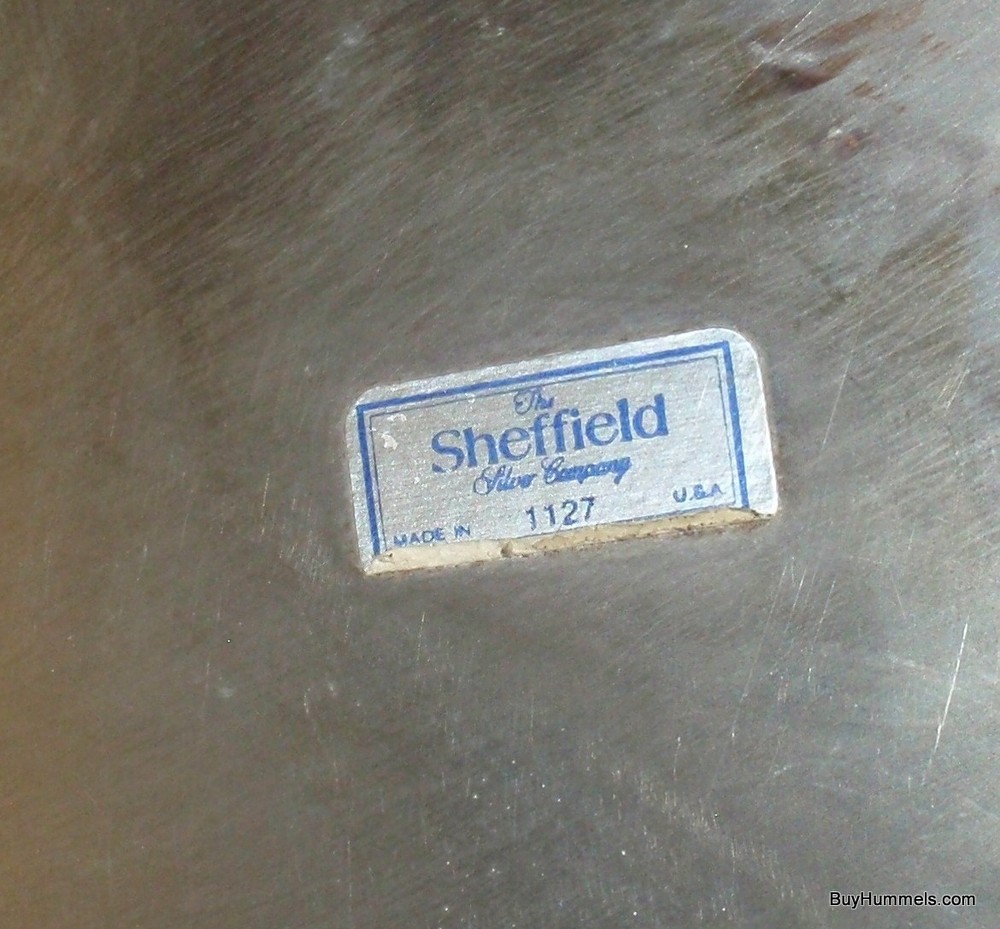 The
Sheffield
Silver Company
MADE IN 1127 U.S.A
BuyHummels.com